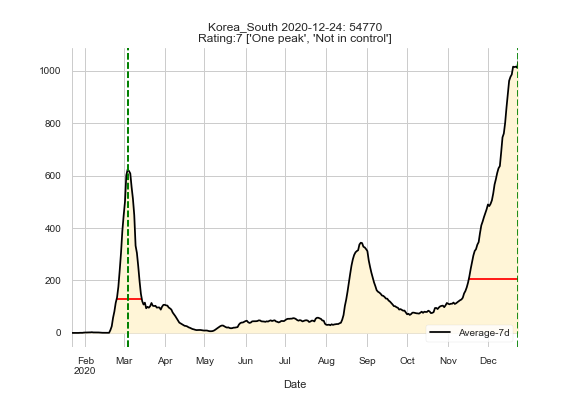 Korea_South 2020-12-24: 54770
Rating:7 ['One peak', 'Not in control']
1000
800
600
400
200
0
Average-7d
Feb Mar Apr May Jun Jul Aug Sep Oct Nov Dec
2020
Date